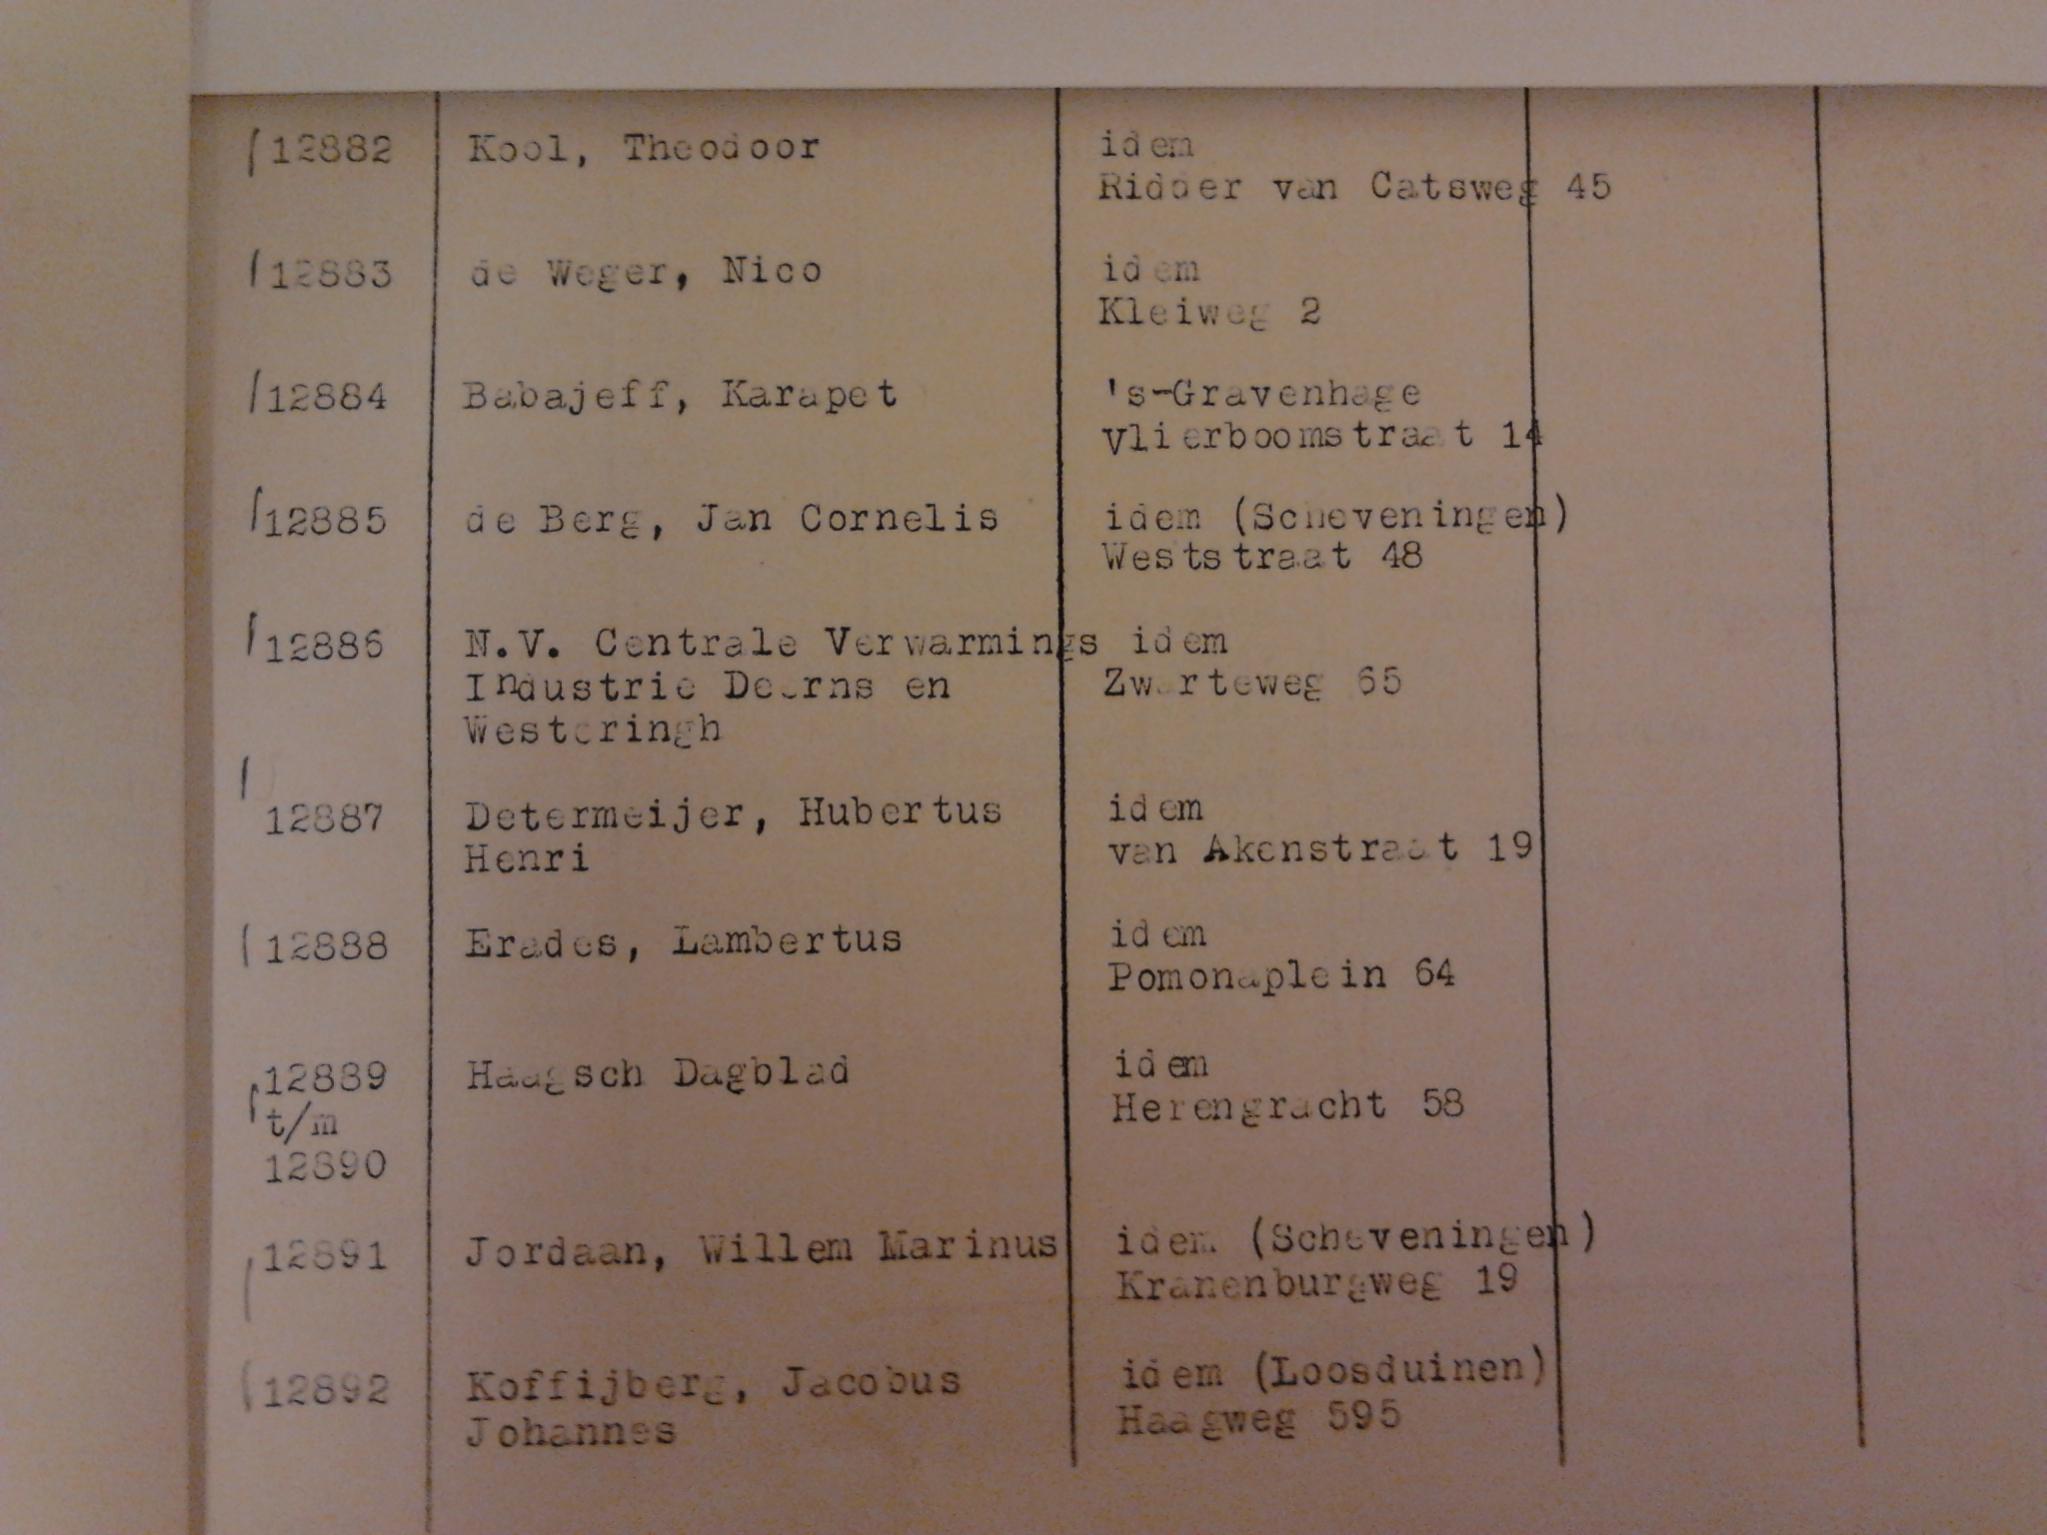 12882 Kool, Theodoor idem
Ridder van Catsweg 45
12883 de Weger, Nico idem
Kleiweg 2
12884 Babajeff, Karapet 's-Gravenhage
Vlierboomstraat 14
12885 de Berg, Jan Cornelis idem (Scheveningen)
Weststraat 48
12886 N.V. Centrale Verwarmings idem
Industrie Deerns en Zwarteweg 65
Westeringh
12887 Determeijer, Hubertus idem
Henri van Akenstraat 19
12888 Erades, Lambertus idem
Pomonaplein 64
12889 Haagsch Dagblad idem
t/m Herengracht 58
12890
12891 Jordaan, Willem Marinus idem (Scheveningen)
Kranenburgweg 19
12892 Koffijberg, Jacobus idem (Loosduinen)
Johannes Haagweg 595